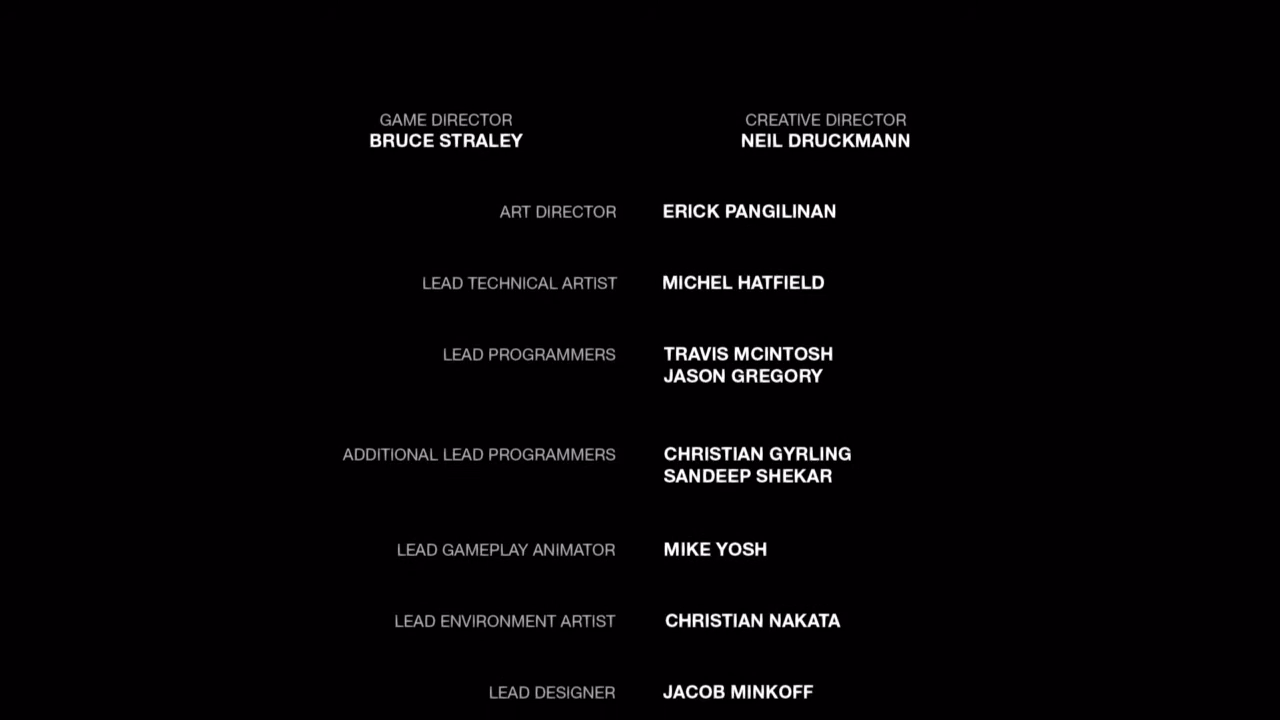 GAME DIRECTOR
BRUCE STRALEY
CREATIVE DIRECTOR
NEIL DRUCKMANN
ART DIRECTOR ERICK PANGILINAN
LEAD TECHNICAL ARTIST MICHEL HATFIELD
LEAD PROGRAMMERS TRAVIS MCINTOSH
JASON GREGORY
ADDITIONAL LEAD PROGRAMMERS CHRISTIAN GYRLING
SANDEEP SHEKAR
LEAD GAMEPLAY ANIMATOR MIKE YOSH
LEAD ENVIRONMENT ARTIST CHRISTIAN NAKATA
LEAD DESIGNER JACOB MINKOFF